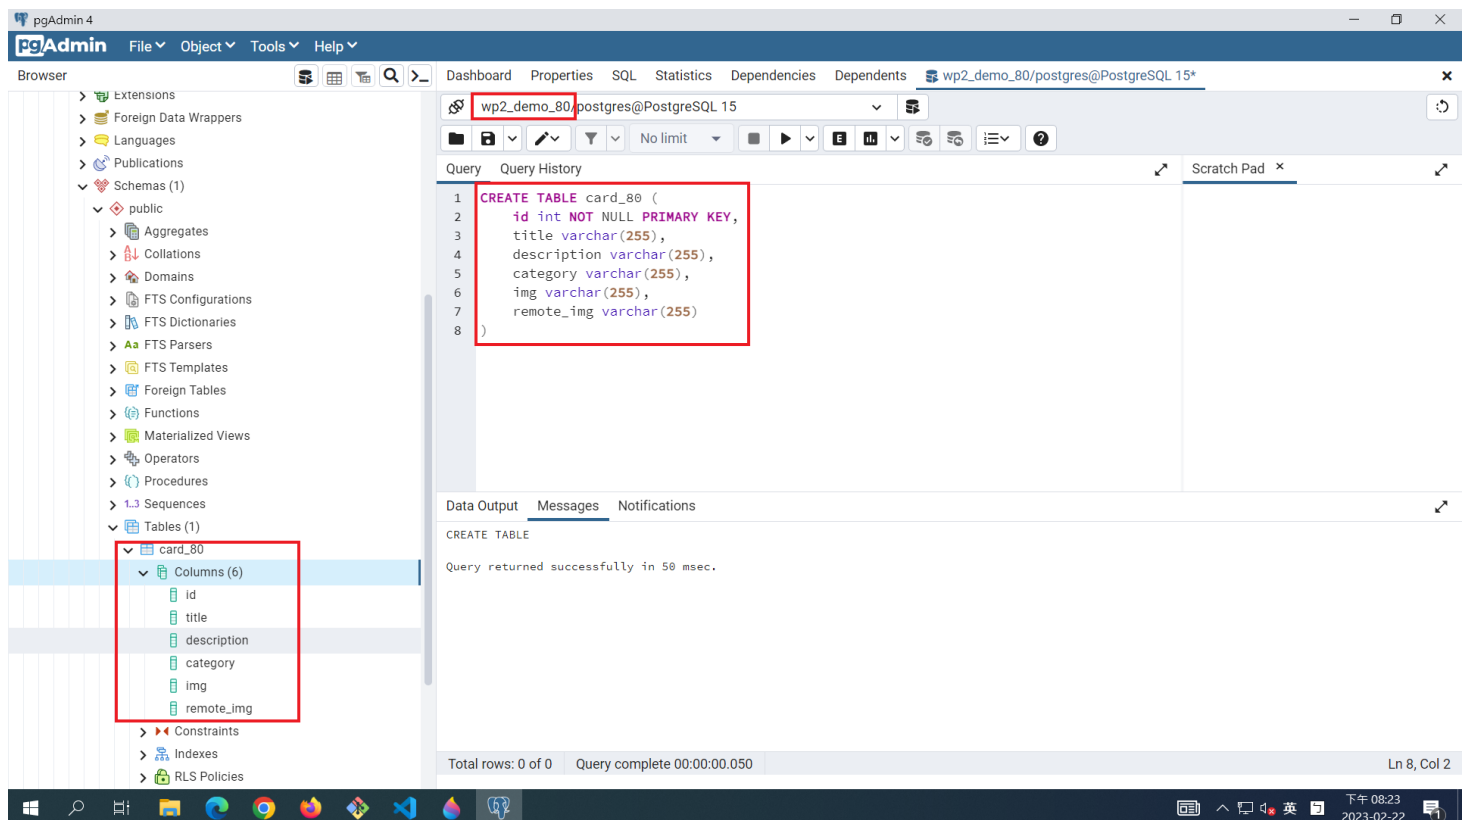 pgAdmin 4
pgAdmin File Object Tools Help
Browser
Dashboard Properties SQL Statistics Dependencies Dependents wp2_demo_80/postgres@PostgreSQL 15*
Extensions
Foreign Data Wrappers
Languages
Publications
Schemas (1)
public
Aggregates
Collations
Domains
FTS Configurations
FTS Dictionaries
Aa FTS Parsers
FTS Templates
Foreign Tables
Functions
Materialized Views
Operators
Procedures
1..3 Sequences
Tables (1)
card_80
Columns (6)
id
title
description
category
img
remote_img
Constraints
Indexes
RLS Policies
wp2_demo_80/postgres@PostgreSQL 15
No limit
E
Query Query History
Scratch Pad
1 CREATE TABLE card_80 (
2 id int NOT NULL PRIMARY KEY,
3 title varchar(255),
4 description varchar(255),
5 category varchar(255),
6 img varchar(255),
7 remote_img varchar(255)
8 )
Data Output Messages Notifications
CREATE TABLE
Query returned successfully in 50 msec.
Total rows: 0 of 0 Query complete 00:00:00.050 Ln 8, Col 2
英 下午 08:23
2023-02-22
1